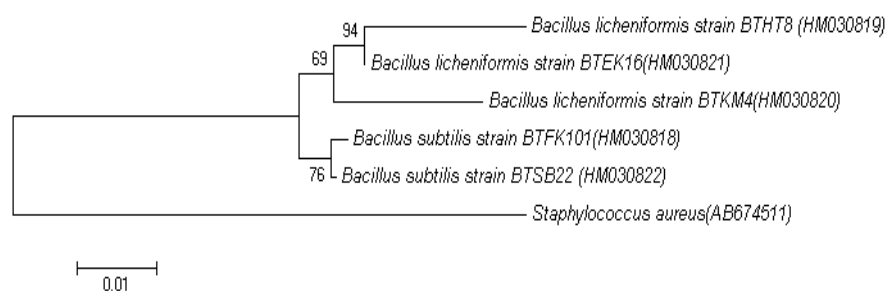 Bacillus licheniformis strain BTHT8 (HM030819)
94
Bacillus licheniformis strain BTEK16(HM030821)
69
Bacillus licheniformis strain BTKM4(HM030820)
Bacillus subtilis strain BTFK101(HM030818)
76
Bacillus subtilis strain BTSB22 (HM030822)
Staphylococcus aureus(AB674511)
0.01